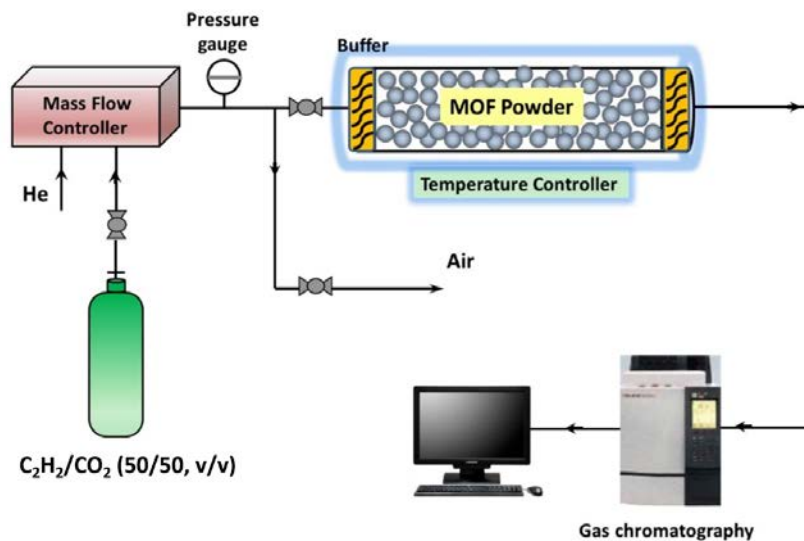 Pressure
gauge
Buffer
Mass Flow
Controller
MOF Powder
Temperature Controller
He
Air
C₂H₂/CO₂ (50/50, v/v)
Gas chromatography